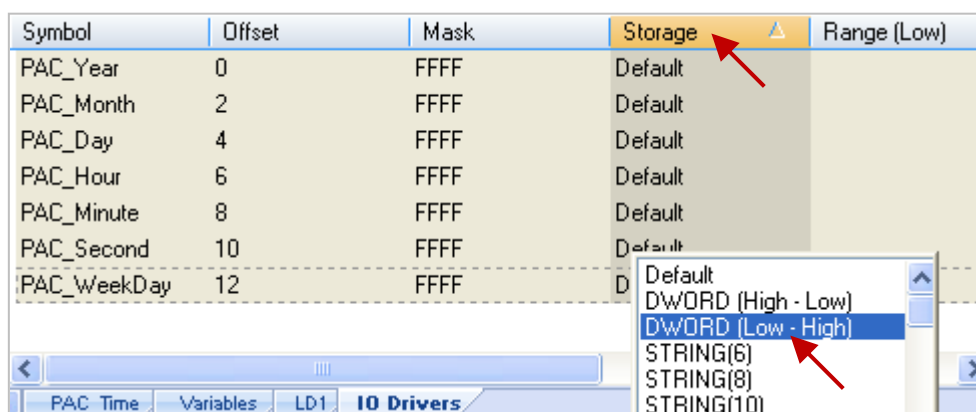 Symbol Offset Mask Storage Range (Low)
PAC_Year 0 FFFF Default
PAC_Month 2 FFFF Default
PAC_Day 4 FFFF Default
PAC_Hour 6 FFFF Default
PAC_Minute 8 FFFF Default
PAC_Second 10 FFFF Default
PAC_WeekDay 12 FFFF D
Default
DWORD (High - Low)
DWORD (Low - High)
STRING(6)
STRING(8)
STRING(10)
PAC_Time Variables LD1 IO Drivers